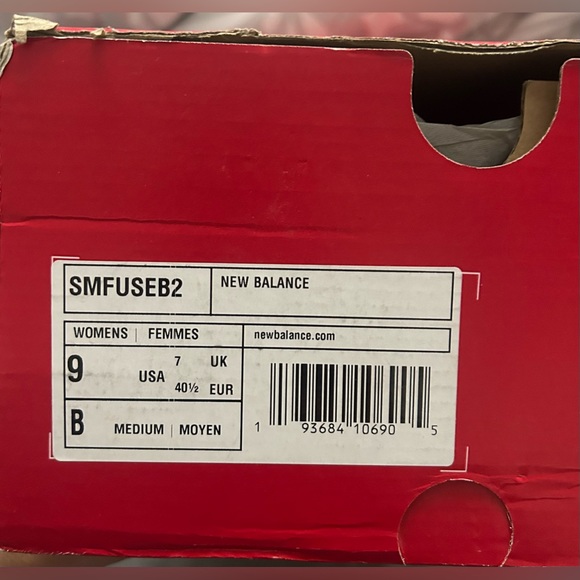 SMFUSEB2
NEW BALANCE
WOMENS | FEMMES
newbalance.com
9 USA 7 UK
40½ EUR
B MEDIUM | MOYEN
1 93684 10690 5